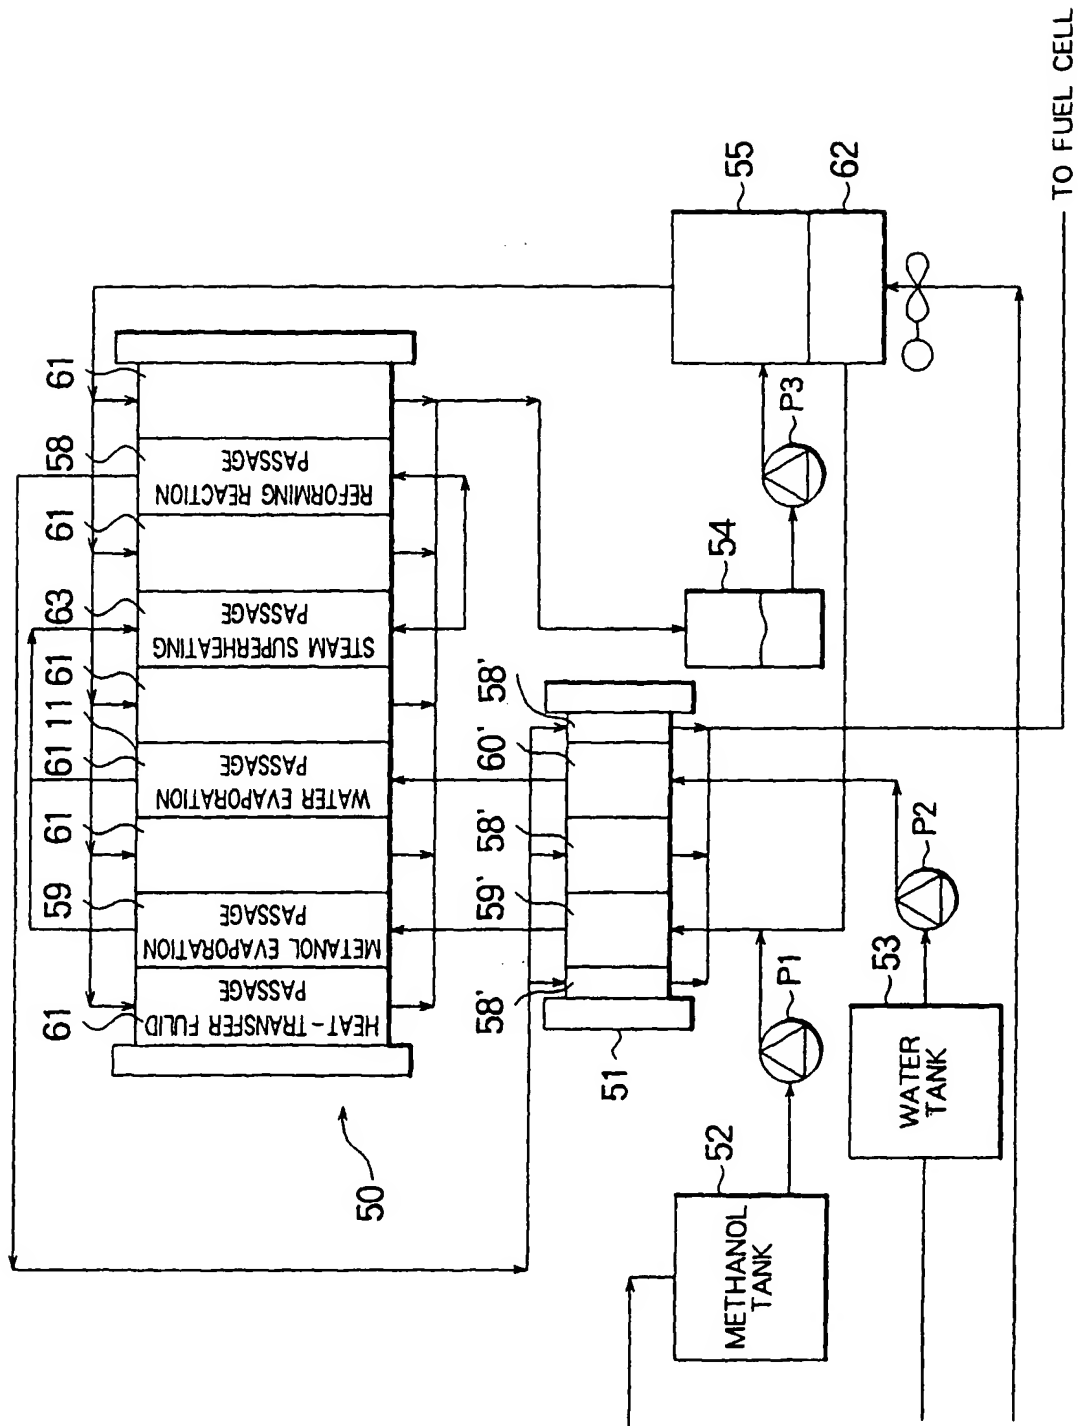 61
59
61
61
11
61
63
61
58
61
HEAT-TRANSFER FULID
PASSAGE
METANOL EVAPORATION
PASSAGE
WATER EVAPORATION
PASSAGE
STEAM SUPERHEATING
PASSAGE
REFORMING REACTION
PASSAGE
50
58'
59'
58'
60'
58'
51
52
METHANOL
TANK
P1
54
P3
55
62
53
WATER
TANK
P2
TO FUEL CELL